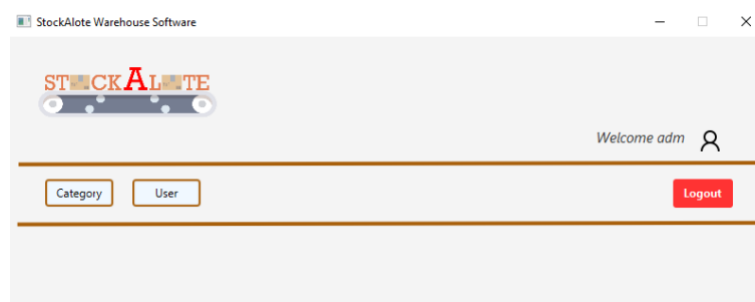 StockAlote Warehouse Software
STOCKALOTE
Welcome adm
Category User Logout